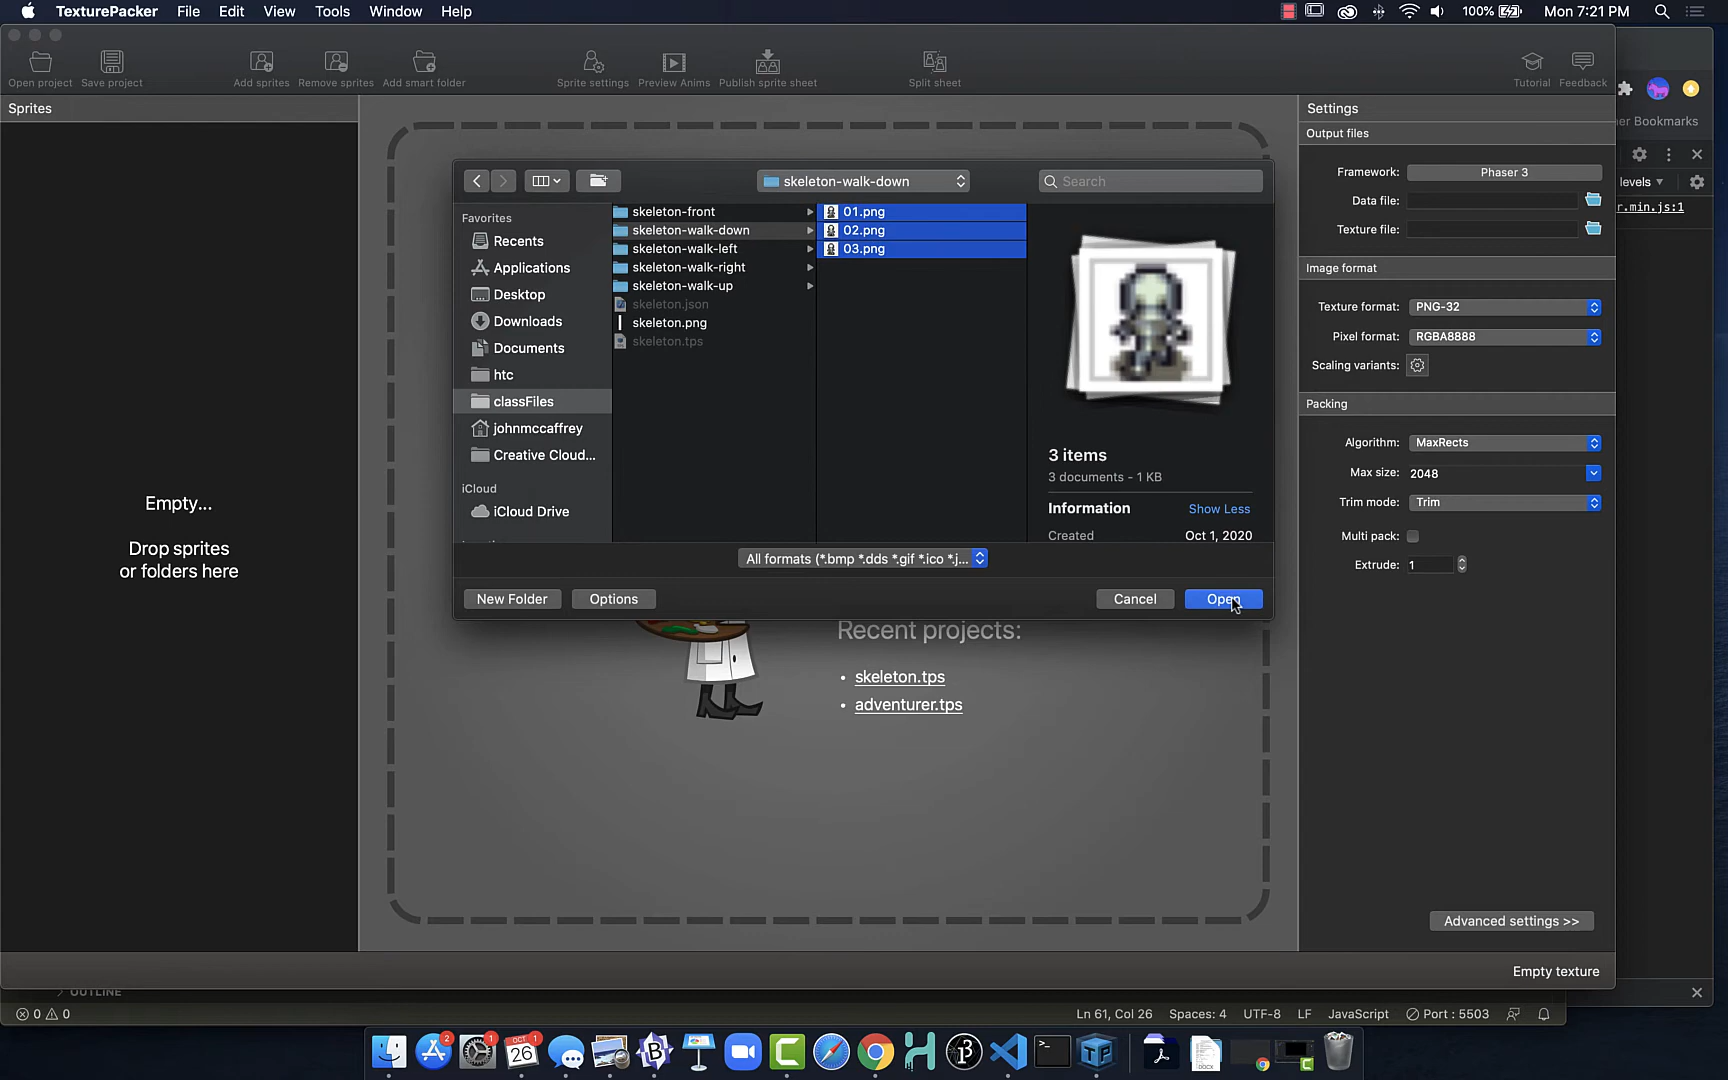 TexturePacker File Edit View Tools Window Help
100% Mon 7:21 PM
Open project Save project Add sprites Remove sprites Add smart folder Sprite settings Preview Anims Publish sprite sheet Split sheet Tutorial Feedback
Sprites
Empty...
Drop sprites
or folders here
skeleton-walk-down
Search
Favorites
Recents
Applications
Desktop
Downloads
Documents
htc
classFiles
johnmccaffrey
Creative Cloud...
iCloud
iCloud Drive
skeleton-front
skeleton-walk-down
skeleton-walk-left
skeleton-walk-right
skeleton-walk-up
skeleton.json
skeleton.png
skeleton.tps
01.png
02.png
03.png
3 items
3 documents - 1 KB
Information Show Less
Created Oct 1, 2020
All formats (*.bmp *.dds *.gif *.ico *.j...
New Folder Options Cancel Open
Recent projects:
• skeleton.tps
• adventurer.tps
Settings
Output files
Framework: Phaser 3
Data file:
Texture file:
Image format
Texture format: PNG-32
Pixel format: RGBA8888
Scaling variants:
Packing
Algorithm: MaxRects
Max size: 2048
Trim mode: Trim
Multi pack:
Extrude: 1
Advanced settings >>
Empty texture
Bookmarks
levels
r.min.js:1
OUTLINE
0 0 Ln 61, Col 26 Spaces: 4 UTF-8 LF JavaScript Port : 5503
2 1 OCT 26 1
TP
DOCX